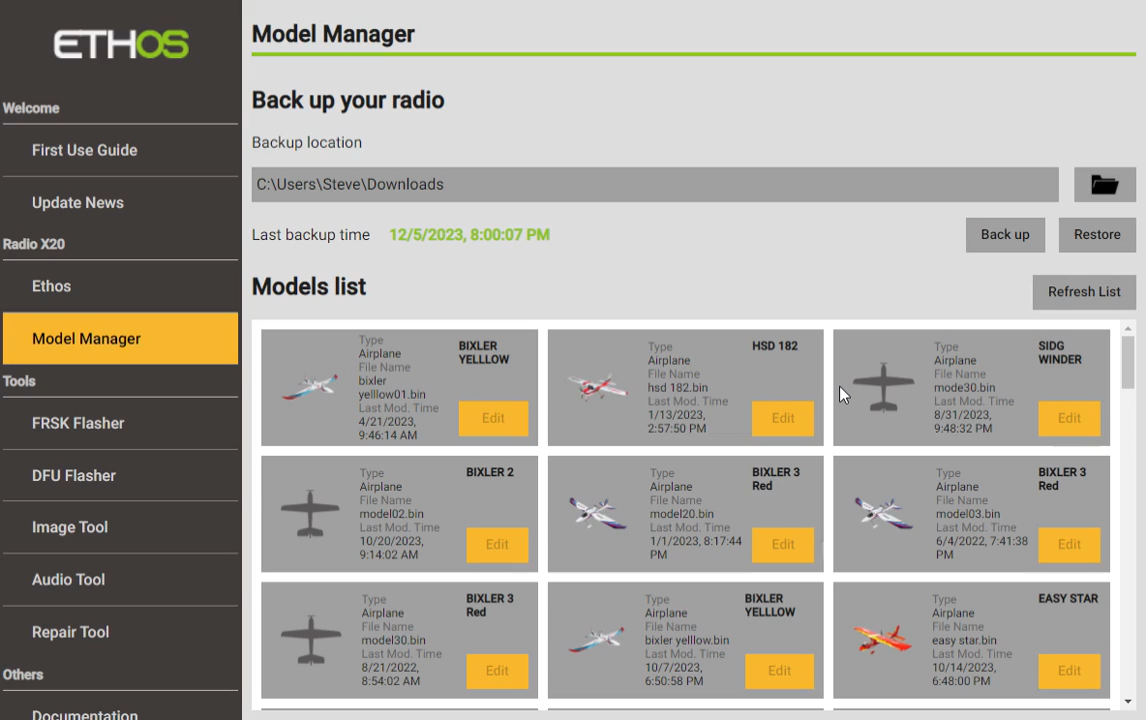 ETHOS
Welcome
First Use Guide
Update News
Radio X20
Ethos
Model Manager
Tools
FRSK Flasher
DFU Flasher
Image Tool
Audio Tool
Repair Tool
Others
Documentation
Model Manager
Back up your radio
Backup location
C:\Users\Steve\Downloads
Last backup time 12/5/2023, 8:00:07 PM
Back up
Restore
Models list
Refresh List
Type
Airplane
File Name
bixler
yelllow01.bin
Last Mod. Time
4/21/2023,
9:46:14 AM
BIXLER
YELLLOW
Edit
Type
Airplane
File Name
hsd 182.bin
Last Mod. Time
1/13/2023,
2:57:50 PM
HSD 182
Edit
Type
Airplane
File Name
mode30.bin
Last Mod. Time
8/31/2023,
9:48:32 PM
SIDG
WINDER
Edit
Type
Airplane
File Name
model02.bin
Last Mod. Time
10/20/2023,
9:14:02 AM
BIXLER 2
Edit
Type
Airplane
File Name
model20.bin
Last Mod. Time
1/1/2023, 8:17:44
PM
BIXLER 3
Red
Edit
Type
Airplane
File Name
model03.bin
Last Mod. Time
6/4/2022, 7:41:38
PM
BIXLER 3
Red
Edit
Type
Airplane
File Name
model30.bin
Last Mod. Time
8/21/2022,
8:54:02 AM
BIXLER 3
Red
Edit
Type
Airplane
File Name
bixler yelllow.bin
Last Mod. Time
10/7/2023,
6:50:58 PM
BIXLER
YELLLOW
Edit
Type
Airplane
File Name
easy star.bin
Last Mod. Time
10/14/2023,
6:48:00 PM
EASY STAR
Edit